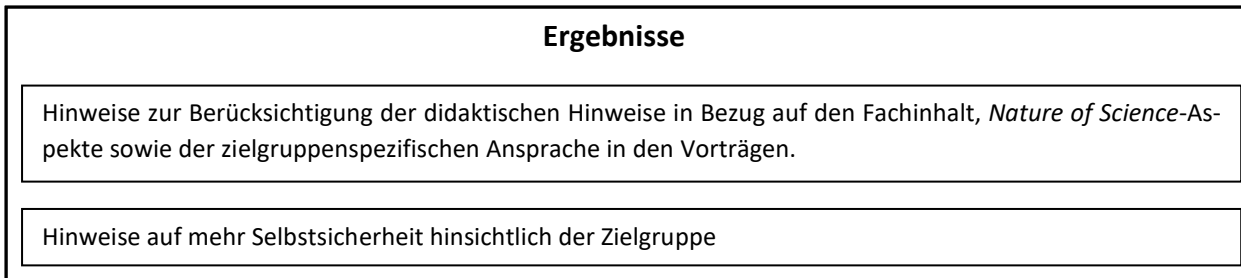 Ergebnisse
Hinweise zur Berücksichtigung der didaktischen Hinweise in Bezug auf den Fachinhalt, Nature of Science-As-
pekte sowie der zielgruppenspezifischen Ansprache in den Vorträgen.
Hinweise auf mehr Selbstsicherheit hinsichtlich der Zielgruppe